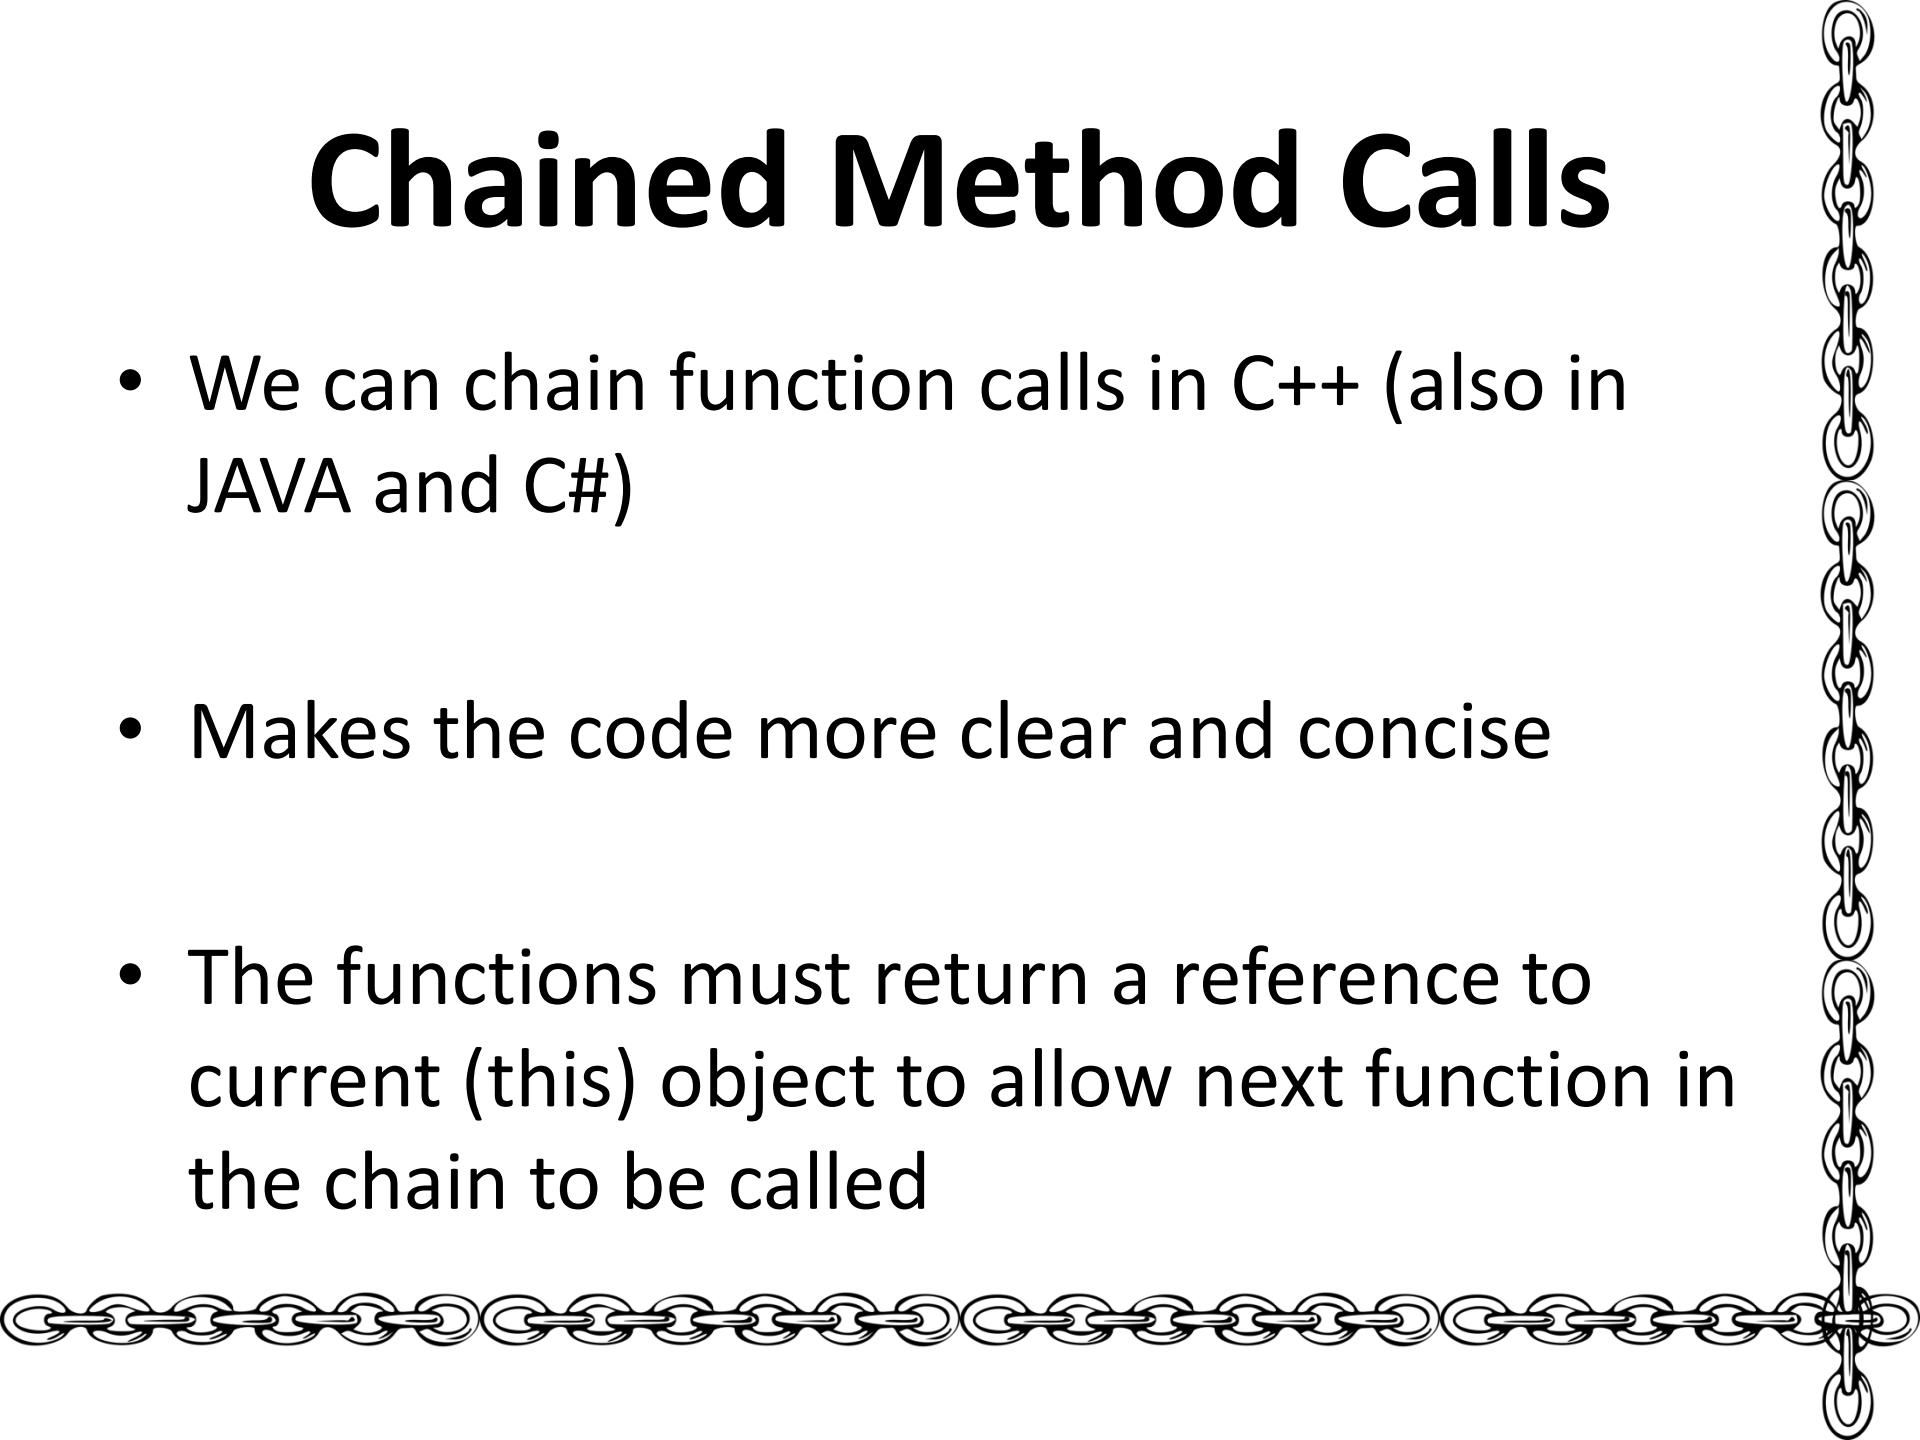 Chained Method Calls
• We can chain function calls in C++ (also in
JAVA and C#)
• Makes the code more clear and concise
• The functions must return a reference to
current (this) object to allow next function in
the chain to be called